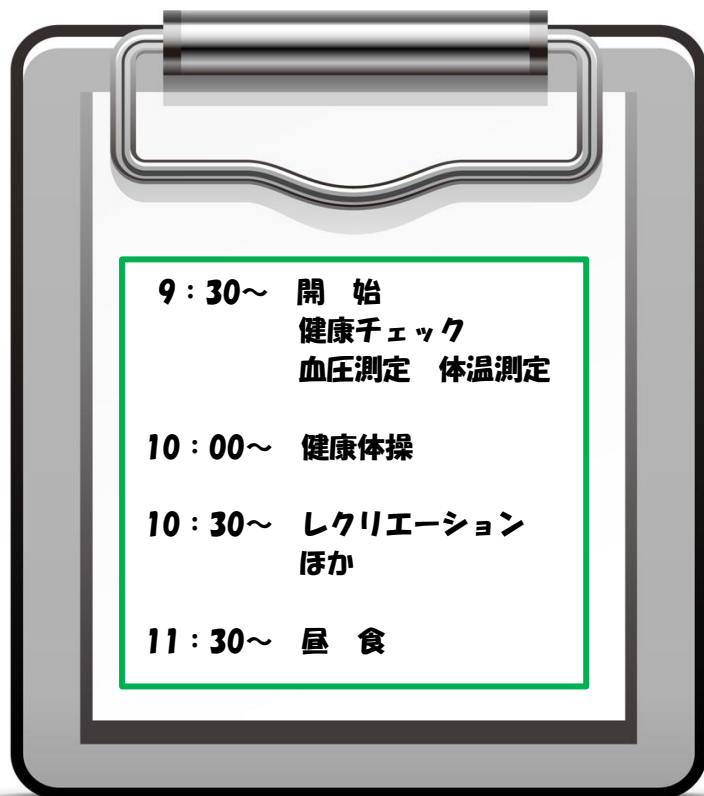 9：30～ 開 始
健康チェック
血圧測定 体温測定
10：00～ 健康体操
10：30～ レクリエーション
ほか
11：30～ 昼 食